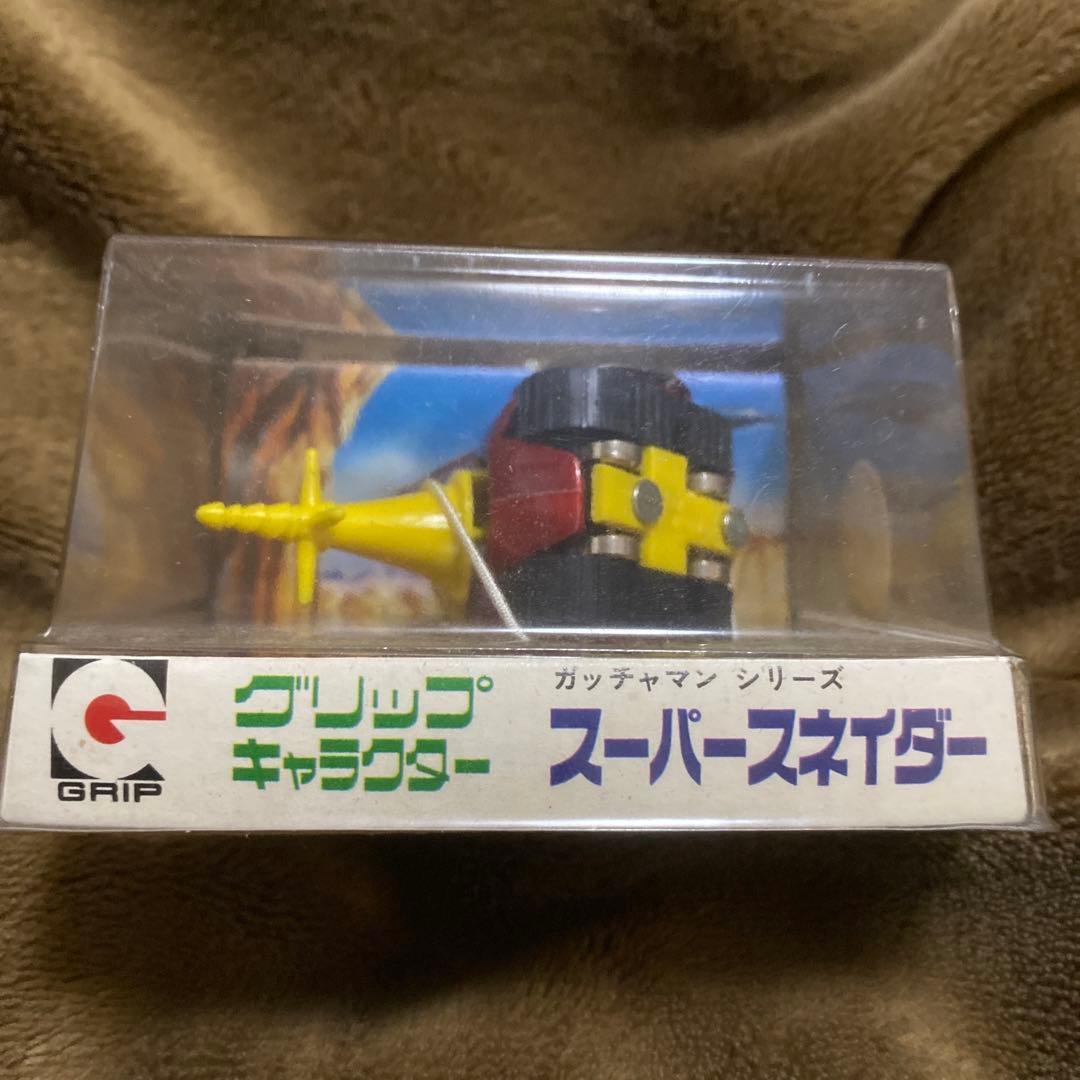 GRIP
グリップ
キャラクター
ガッチャマン シリーズ
スーパースネイダー